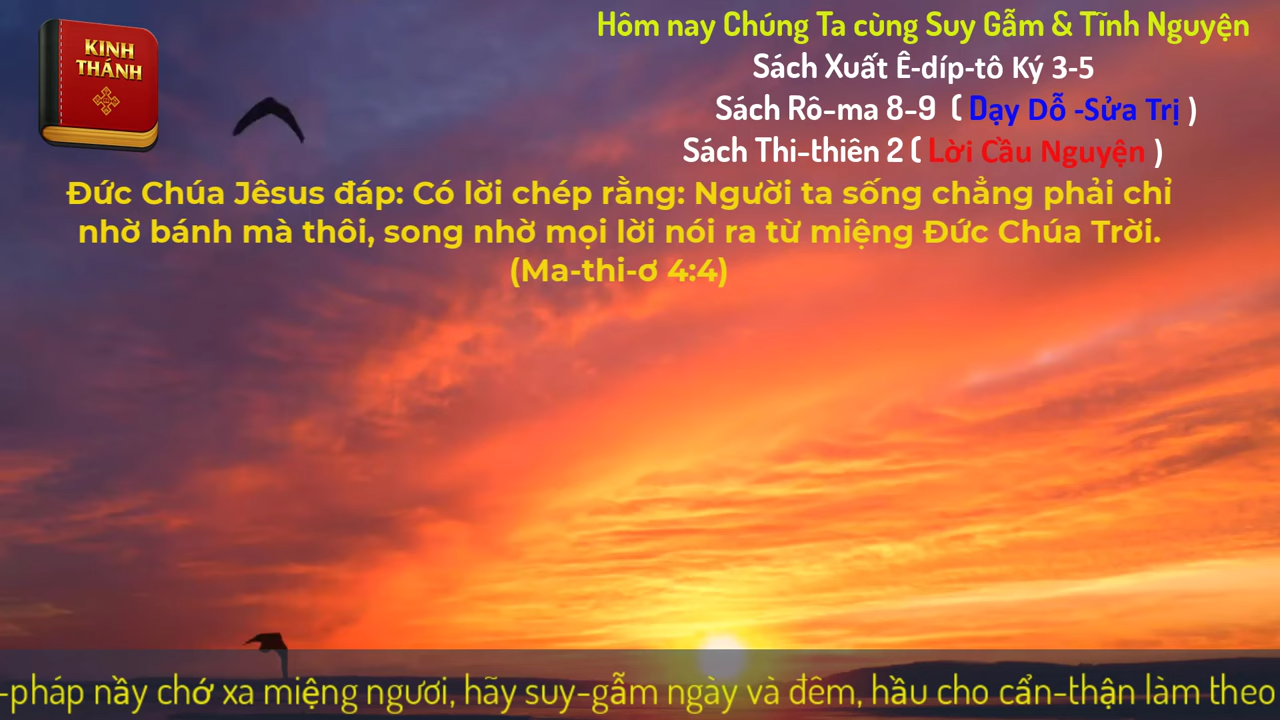 KINH
THÁNH
Hôm nay Chúng Ta cùng Suy Gẫm & Tĩnh Nguyện
Sách Xuất Ê-díp-tô Ký 3-5
Sách Rô-ma 8-9 ( Dạy Dỗ -Sửa Trị )
Sách Thi-thiên 2 ( Lời Cầu Nguyện )
Đức Chúa Jêsus đáp: Có lời chép rằng: Người ta sống chẳng phải chỉ
nhờ bánh mà thôi, song nhờ mọi lời nói ra từ miệng Đức Chúa Trời.
(Ma-thi-ơ 4:4)
-pháp nầy chớ xa miệng ngươi, hãy suy-gẫm ngày và đêm, hầu cho cẩn-thận làm theo